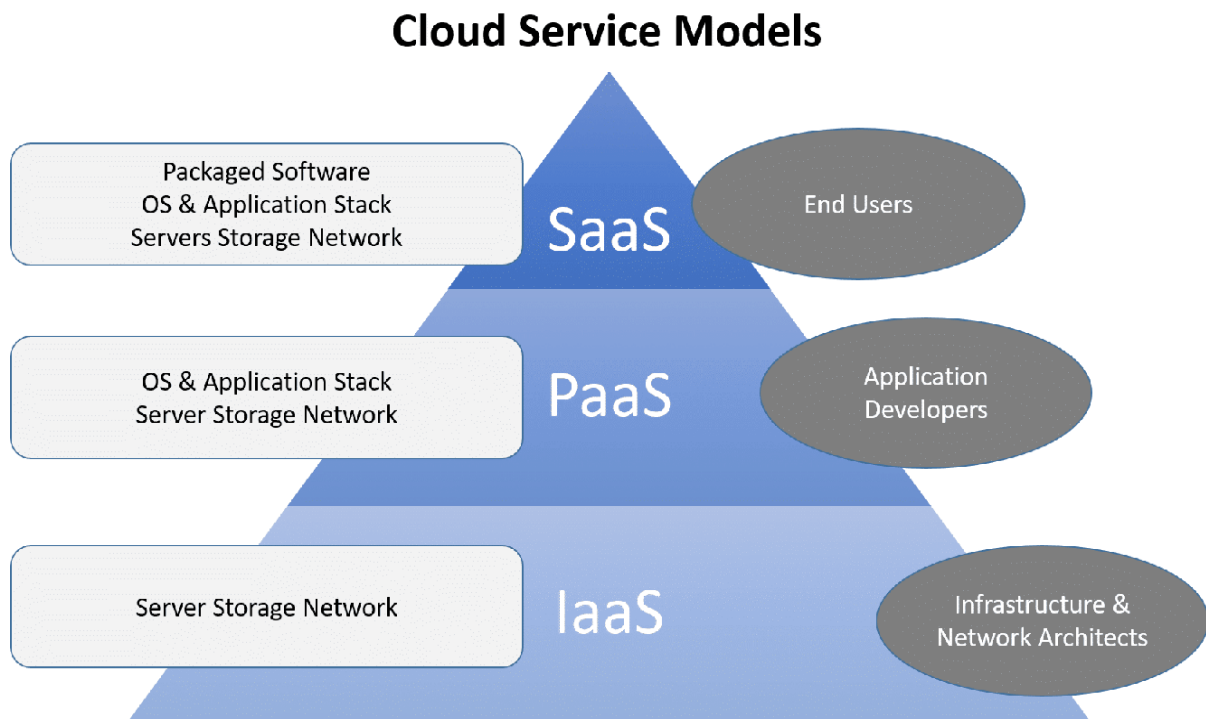 Cloud Service Models
Packaged Software
OS & Application Stack
Servers Storage Network
SaaS
End Users
OS & Application Stack
Server Storage Network
PaaS
Application
Developers
Server Storage Network
IaaS
Infrastructure &
Network Architects